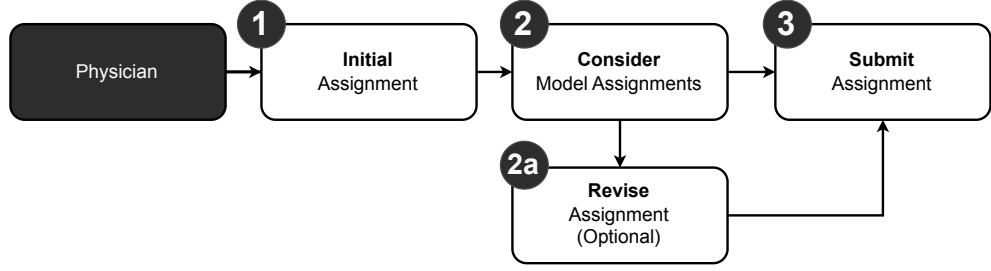 Physician
1
Initial
Assignment
2
Consider
Model Assignments
3
Submit
Assignment
2a
Revise
Assignment
(Optional)